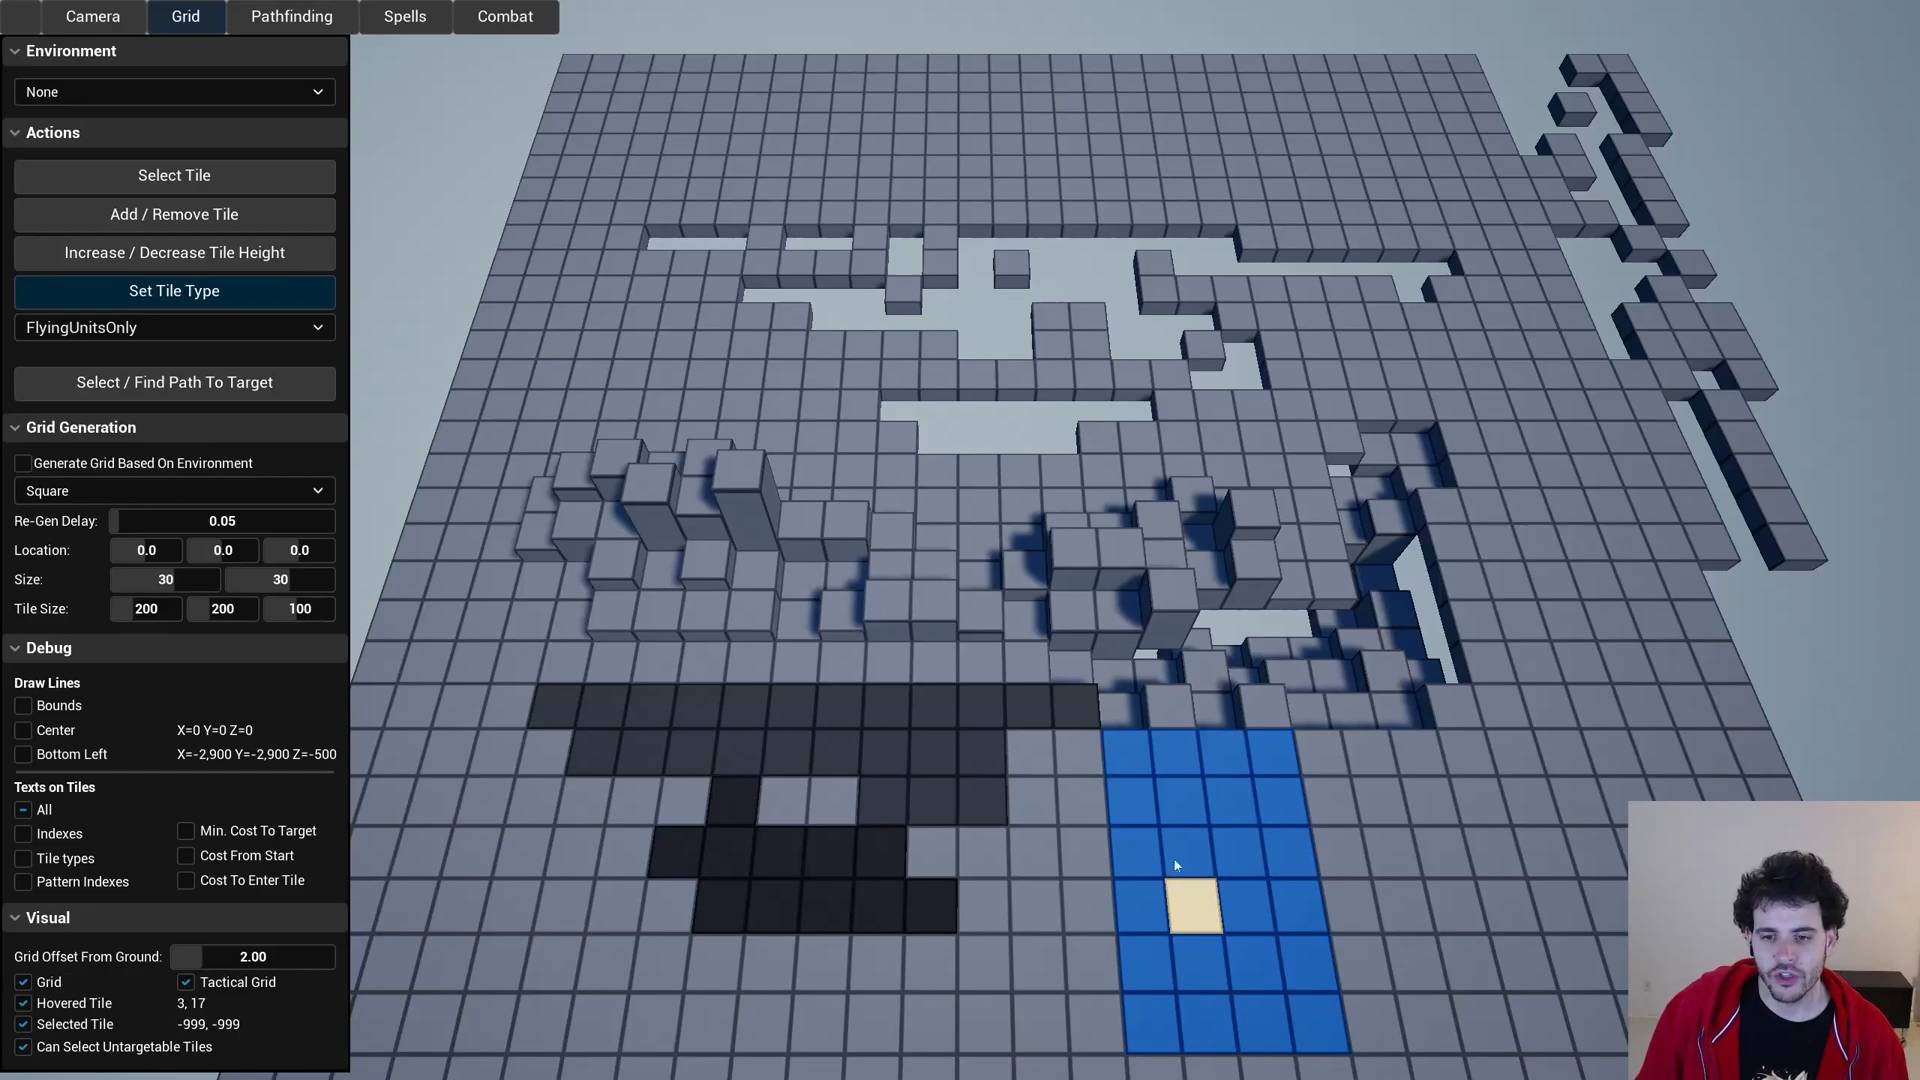 Camera Grid Pathfinding Spells Combat
Environment
None
Actions
Select Tile
Add / Remove Tile
Increase / Decrease Tile Height
Set Tile Type
FlyingUnitsOnly
Select / Find Path To Target
Grid Generation
Generate Grid Based On Environment
Square
Re-Gen Delay: 0.05
Location: 0.0 0.0 0.0
Size: 30 30
Tile Size: 200 200 100
Debug
Draw Lines
Bounds
Center X=0 Y=0 Z=0
Bottom Left X=-2,900 Y=-2,900 Z=-500
Texts on Tiles
All
Indexes Min. Cost To Target
Tile types Cost From Start
Pattern Indexes Cost To Enter Tile
Visual
Grid Offset From Ground: 2.00
Grid Tactical Grid
Hovered Tile 3, 17
Selected Tile -999, -999
Can Select Untargetable Tiles